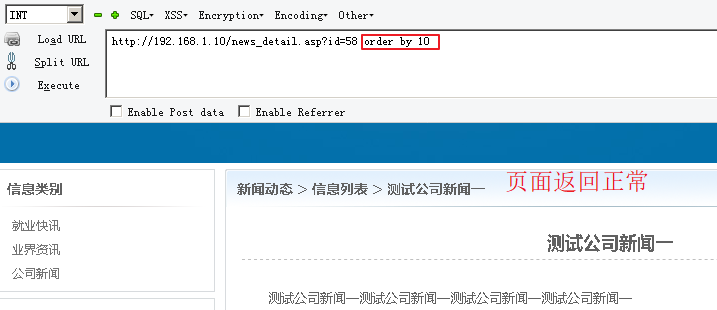 INT SQL▾ XSS▾ Encryption▾ Encoding▾ Other▾
Load URL
http://192.168.1.10/news_detail.asp?id=58 order by 10
Split URL
Execute
Enable Post data Enable Referrer
信息类别
新闻动态 > 信息列表 > 测试公司新闻一 页面返回正常
就业快讯
业界资讯
公司新闻
测试公司新闻一
测试公司新闻一测试公司新闻一测试公司新闻一测试公司新闻一